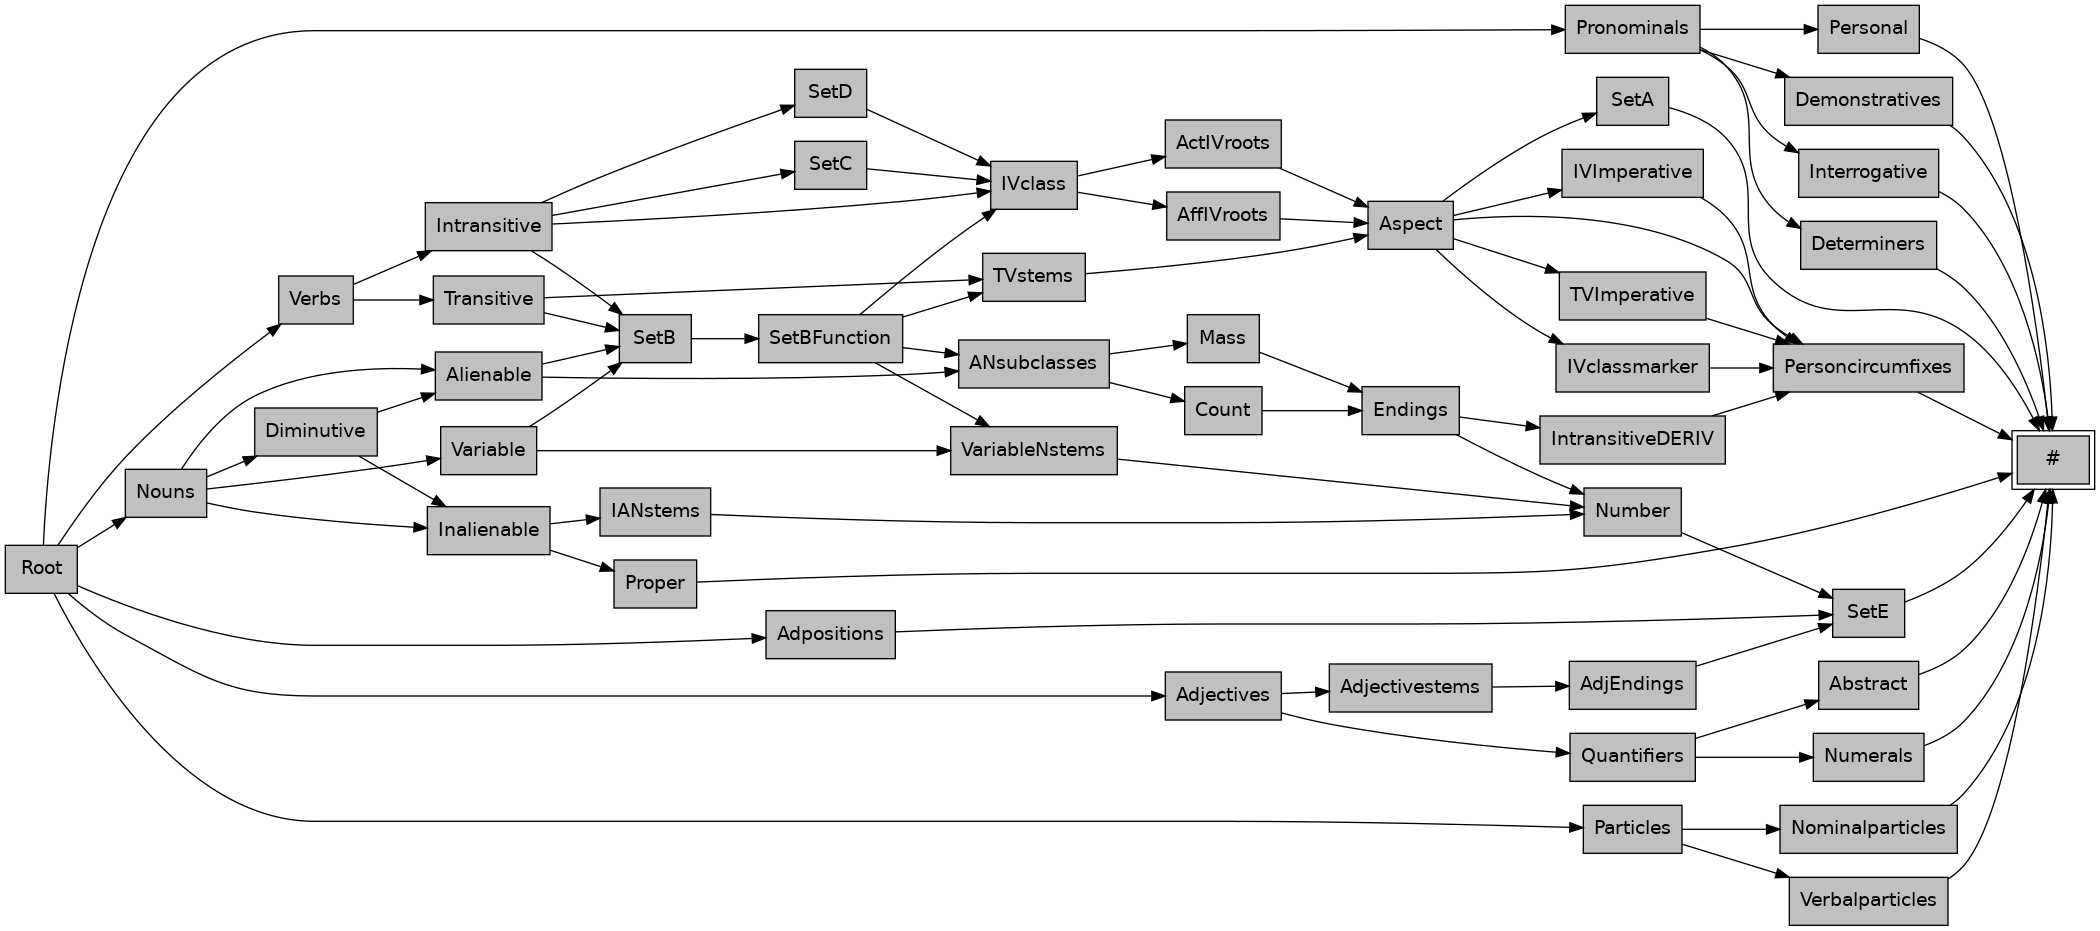 Pronominals
Personal
SetD
SetA
Demonstratives
SetC
ActIVroots
IVImperative
Interrogative
IVclass
Intransitive
AffIVroots
Aspect
Determiners
Verbs
Transitive
TVstems
TVImperative
SetB
SetBFunction
Mass
Alienable
ANsubclasses
IVclassmarker
Personcircumfixes
Diminutive
Count
Endings
Variable
VariableNstems
IntransitiveDERIV
#
Nouns
IANstems
Number
Inalienable
Root
Proper
SetE
Adpositions
Adjectives
Adjectivestems
AdjEndings
Abstract
Quantifiers
Numerals
Particles
Nominalparticles
Verbalparticles